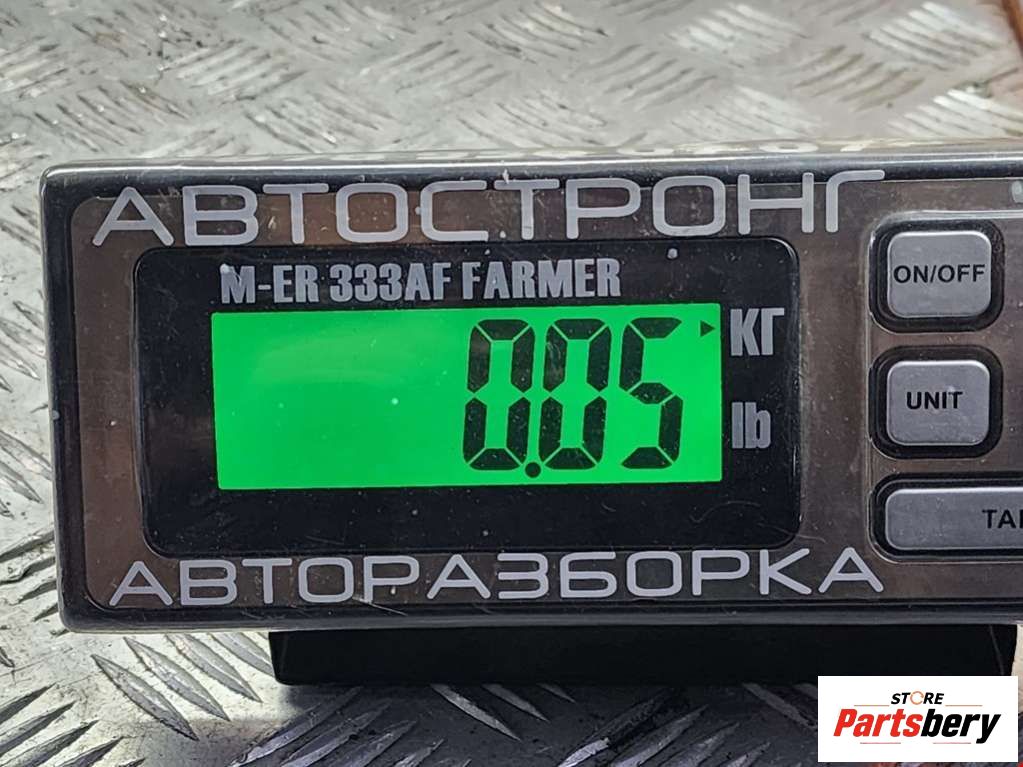 АВТОСТРОНГ
M-ER 333AF FARMER
0.05
КГ
lb
ON/OFF
UNIT
АВТОРАЗБОРКА
STORE
Partsbery